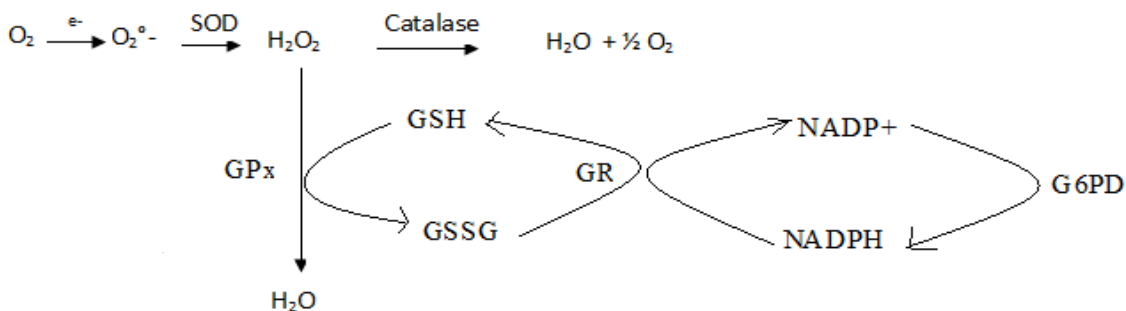 e- SOD Catalase
O₂ O₂°- H₂O₂ H₂O + ½ O₂
GSH NADP+
GPx GR G6PD
GSSG NADPH
H₂O